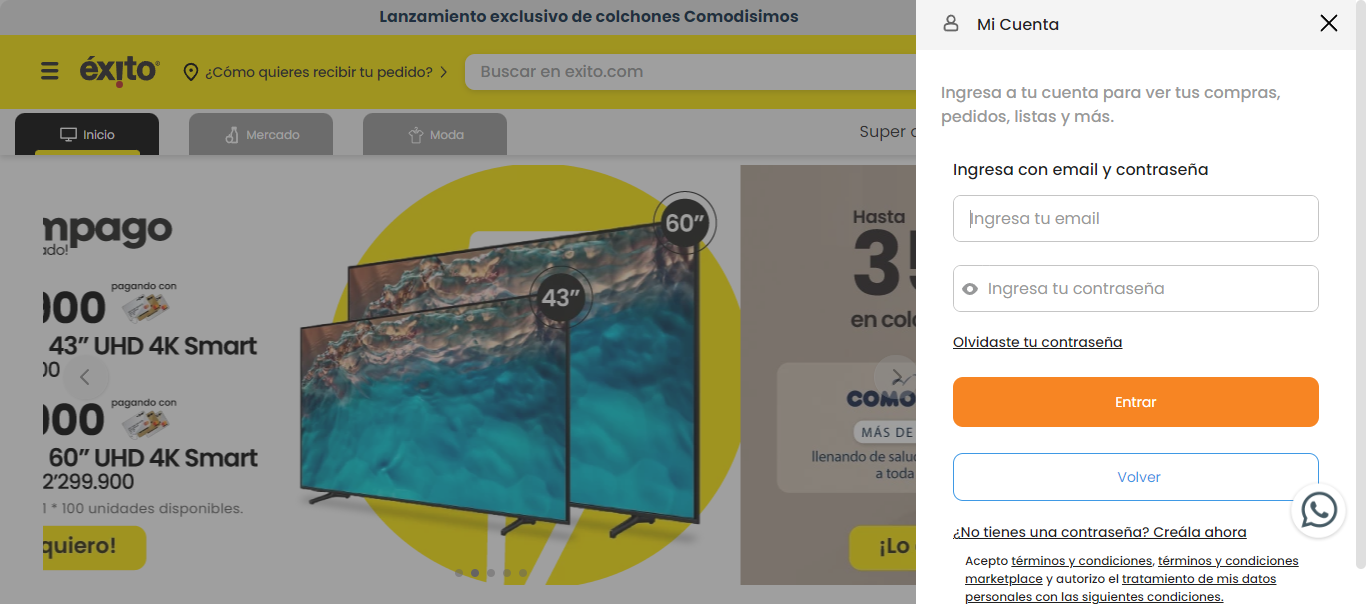 Lanzamiento exclusivo de colchones Comodisimos
éxito
¿Cómo quieres recibir tu pedido?
Buscar en exito.com
Inicio
Mercado
Moda
Super
mpago
ado!
900
pagando con
43” UHD 4K Smart
00
900
pagando con
60” UHD 4K Smart
2’299.900
1 * 100 unidades disponibles.
quiero!
60”
43”
Hasta
35
en colc
COMO
MÁS DE
llenando de salud
a toda
¡Lo
Mi Cuenta
Ingresa a tu cuenta para ver tus compras,
pedidos, listas y más.
Ingresa con email y contraseña
Ingresa tu email
Ingresa tu contraseña
Olvidaste tu contraseña
Entrar
Volver
¿No tienes una contraseña? Creála ahora
Acepto términos y condiciones, términos y condiciones
marketplace y autorizo el tratamiento de mis datos
personales con las siguientes condiciones.